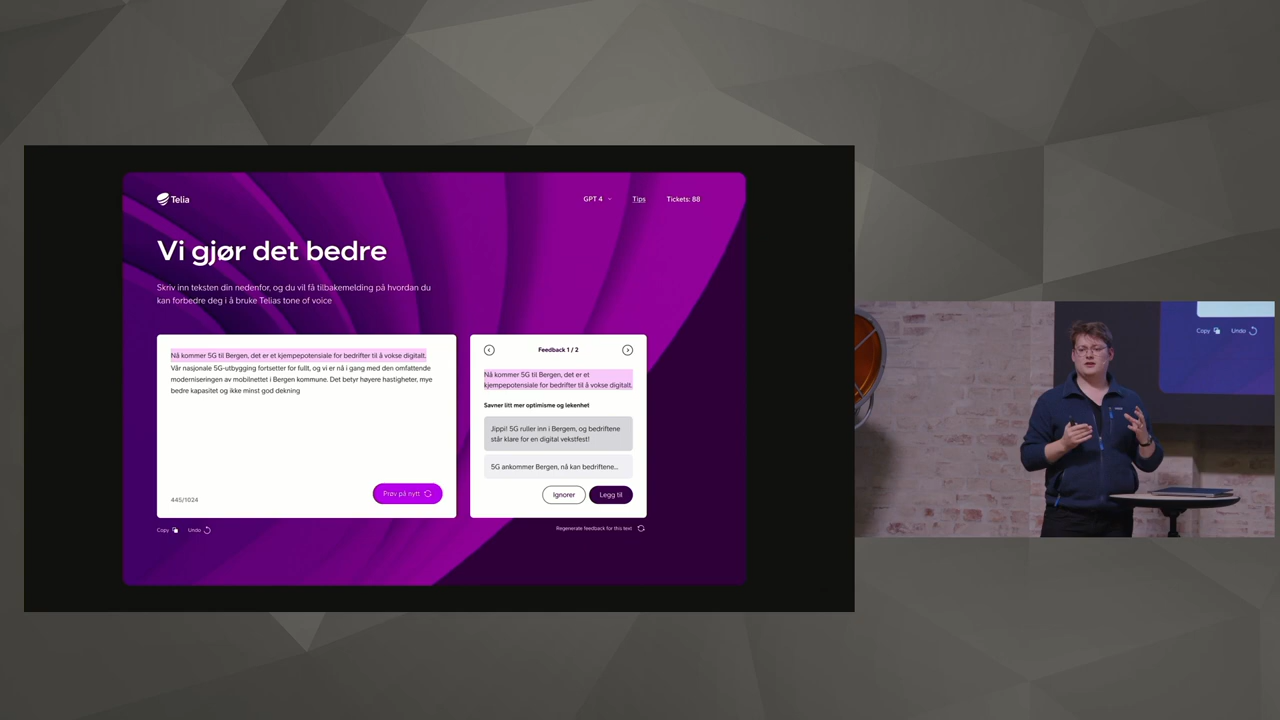 Telia
GPT 4
Tips
Tickets: 88
Vi gjør det bedre
Skriv inn teksten din nedenfor, og du vil få tilbakemelding på hvordan du
kan forbedre deg i å bruke Telias tone of voice
Nå kommer 5G til Bergen, det er et kjempepotensiale for bedrifter til å vokse digitalt.
Vår nasjonale 5G-utbygging fortsetter for fullt, og vi er nå i gang med den omfattende
moderniseringen av mobilnettet i Bergen kommune. Det betyr høyere hastigheter, mye
bedre kapasitet og ikke minst god dekning
445/1024
Prøv på nytt
Copy
Undo
Feedback 1 / 2
Nå kommer 5G til Bergen, det er et
kjempepotensiale for bedrifter til å vokse digitalt.
Savner litt mer optimisme og lekenhet
Jippi! 5G ruller inn i Bergem, og bedriftene
står klare for en digital vekstfest!
5G ankommer Bergen, nå kan bedriftene...
Ignorer
Legg til
Regenerate feedback for this text
Copy
Undo